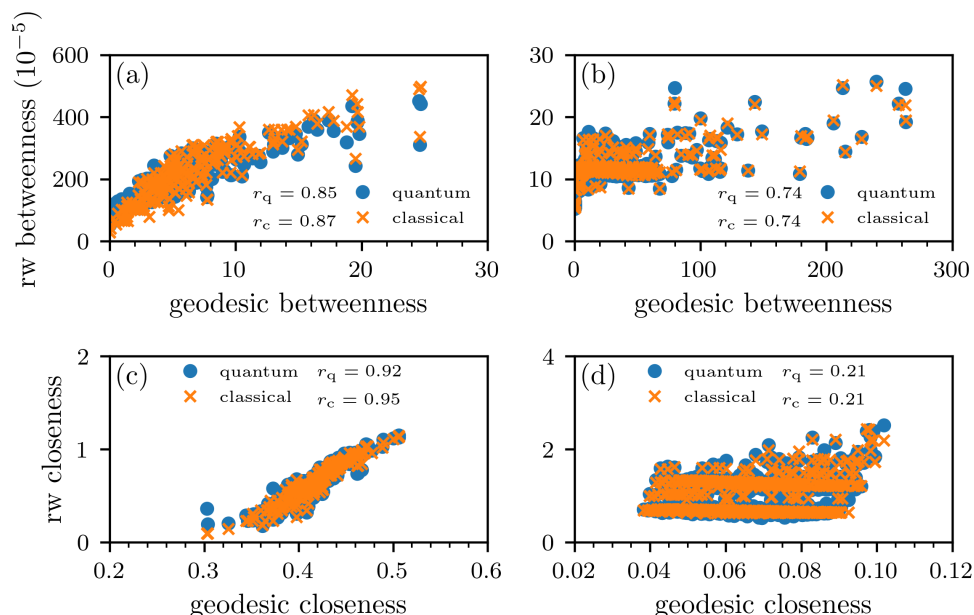 rw betweenness (10⁻⁵)
600
400
200
0
(a)
r_q = 0.85 quantum
r_c = 0.87 classical
0 10 20 30
geodesic betweenness
30
20
10
0
(b)
r_q = 0.74 quantum
r_c = 0.74 classical
0 100 200 300
geodesic betweenness
rw closeness
2
1
0
(c)
quantum r_q = 0.92
classical r_c = 0.95
0.2 0.3 0.4 0.5 0.6
geodesic closeness
4
2
0
(d)
quantum r_q = 0.21
classical r_c = 0.21
0.02 0.04 0.06 0.08 0.10 0.12
geodesic closeness